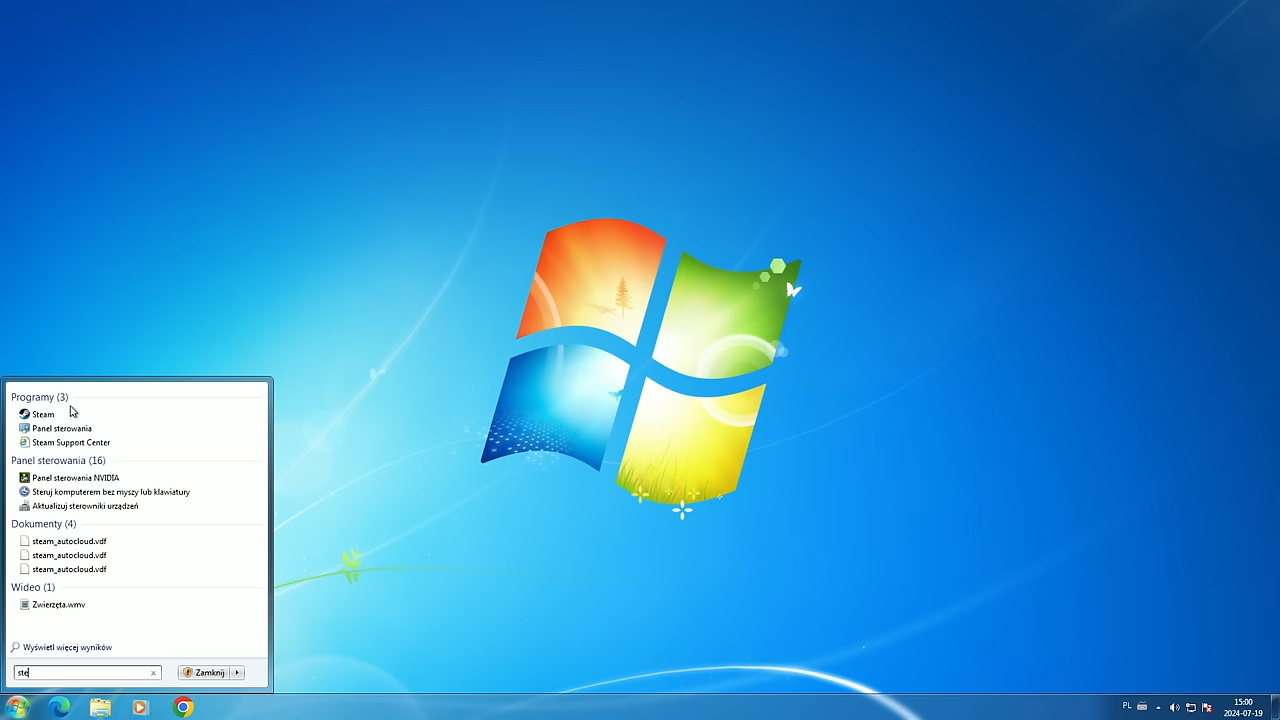 Programy (3)
Steam
Panel sterowania
Steam Support Center
Panel sterowania (16)
Panel sterowania NVIDIA
Steruj komputerem bez myszy lub klawiatury
Aktualizuj sterowniki urządzeń
Dokumenty (4)
steam_autocloud.vdf
steam_autocloud.vdf
steam_autocloud.vdf
Wideo (1)
Zwierzęta.wmv
Wyświetl więcej wyników
ste
Zamknij
PL
15:00
2024-07-19